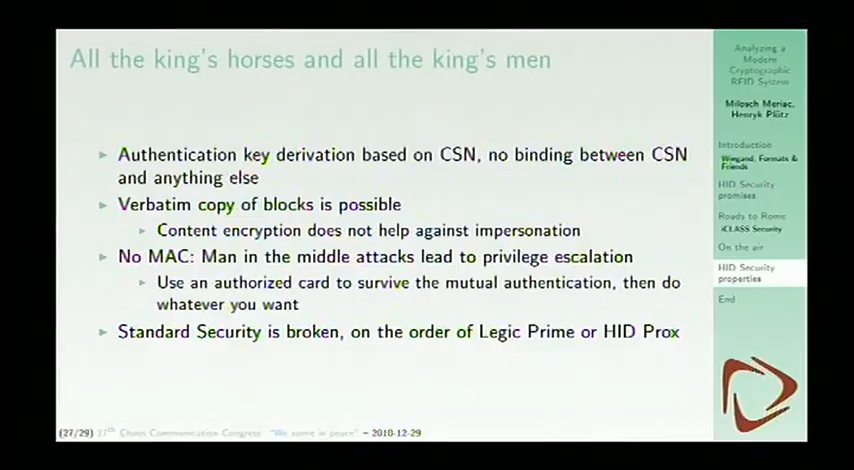 All the king's horses and all the king's men
Authentication key derivation based on CSN, no binding between CSN
and anything else
Verbatim copy of blocks is possible
Content encryption does not help against impersonation
No MAC: Man in the middle attacks lead to privilege escalation
Use an authorized card to survive the mutual authentication, then do
whatever you want
Standard Security is broken, on the order of Legic Prime or HID Prox
(27/29) 27th Chaos Communication Congress "We come in peace" – 2010-12-29
Analyzing a
Modern
Cryptographic
RFID System
Milosch Meriac,
Henryk Plötz
Introduction
Wiegand, Formats &
Friends
HID Security
promises
Roads to Rome
iCLASS Security
On the air
HID Security
properties
End